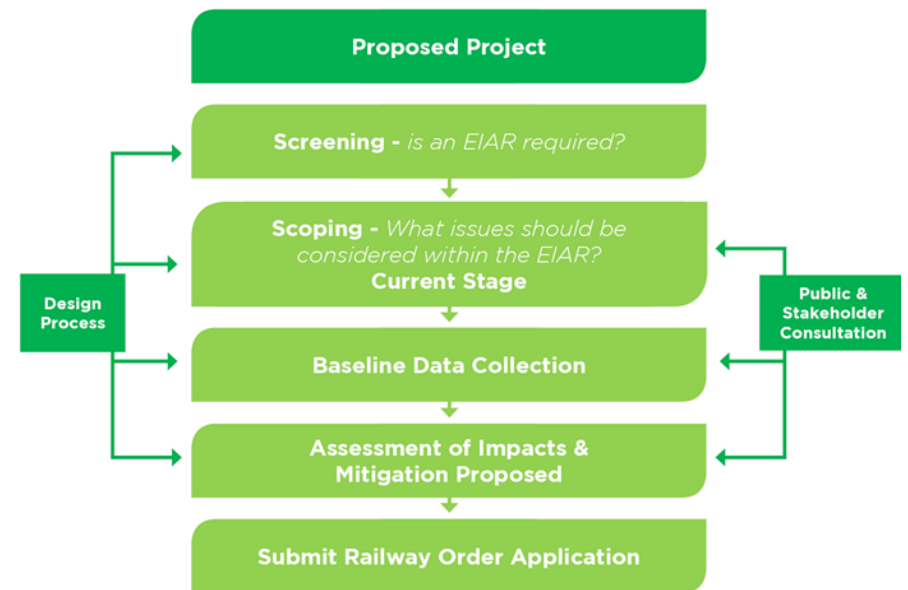 Proposed Project
Screening - is an EIAR required?
Scoping - What issues should be
considered within the EIAR?
Current Stage
Design
Process
Public &
Stakeholder
Consultation
Baseline Data Collection
Assessment of Impacts &
Mitigation Proposed
Submit Railway Order Application